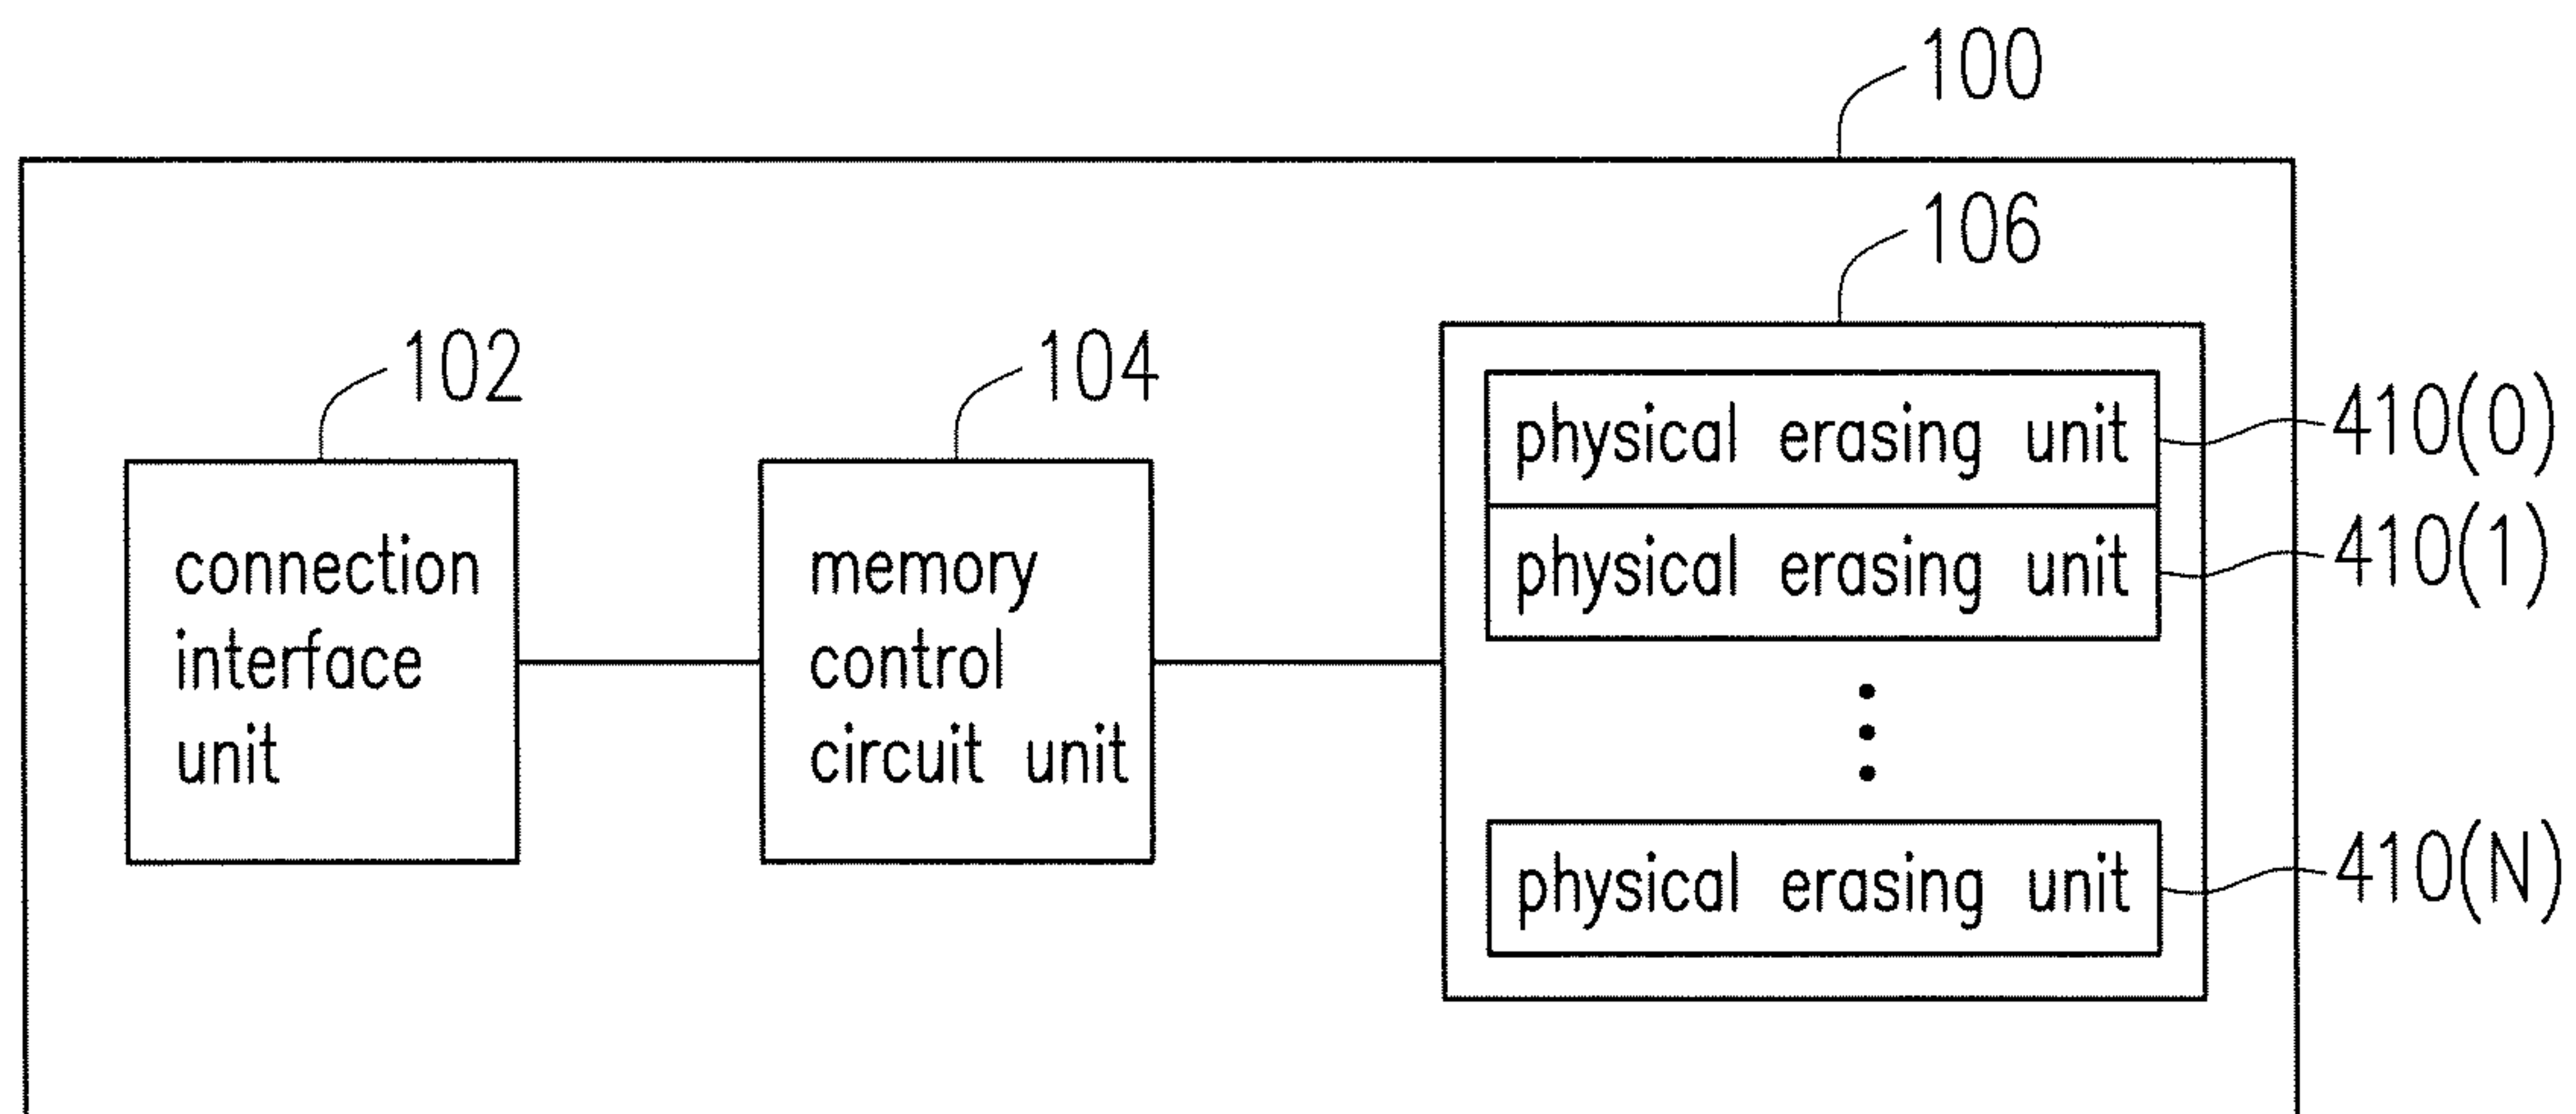 100
106
102
104
physical erasing unit
410(0)
physical erasing unit
410(1)
connection
interface
unit
memory
control
circuit unit
physical erasing unit
410(N)